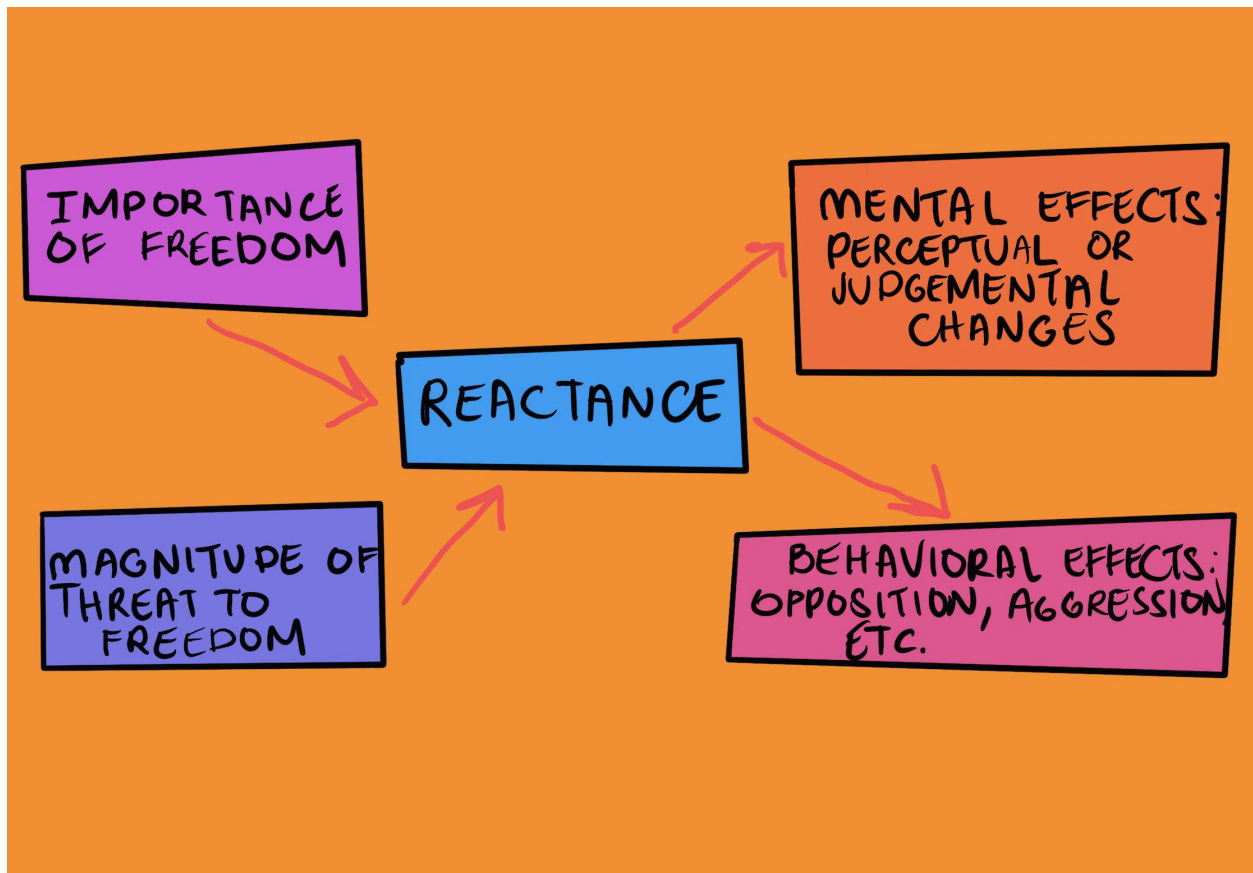 IMPORTANCE
OF FREEDOM
MENTAL EFFECTS:
PERCEPTUAL OR
JUDGEMENTAL
CHANGES
REACTANCE
MAGNITUDE OF
THREAT TO
FREEDOM
BEHAVIORAL EFFECTS:
OPPOSITION, AGGRESSION,
ETC.